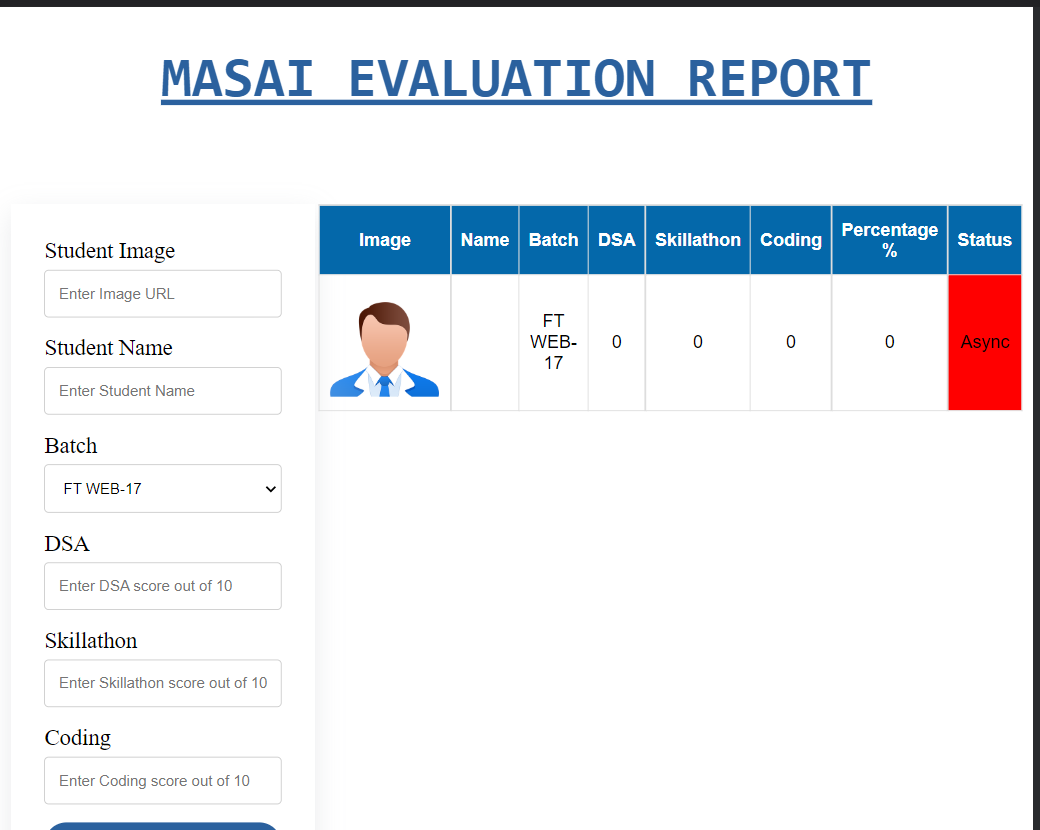 MASAI EVALUATION REPORT
Student Image
Enter Image URL
Student Name
Enter Student Name
Batch
FT WEB-17
DSA
Enter DSA score out of 10
Skillathon
Enter Skillathon score out of 10
Coding
Enter Coding score out of 10
Image Name Batch DSA Skillathon Coding Percentage % Status
FT
WEB-
17
0 0 0 0 Async